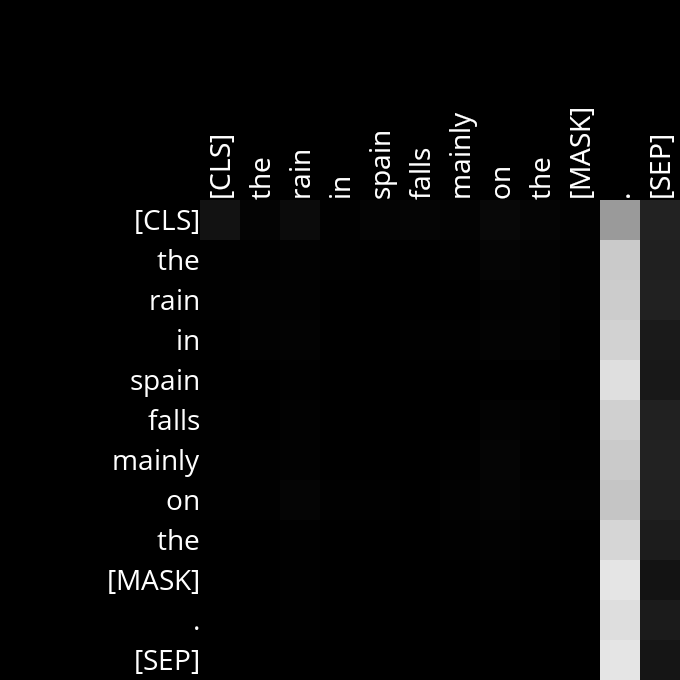 [CLS] the rain in spain falls mainly on the [MASK] . [SEP]
[CLS]
the
rain
in
spain
falls
mainly
on
the
[MASK]
.
[SEP]